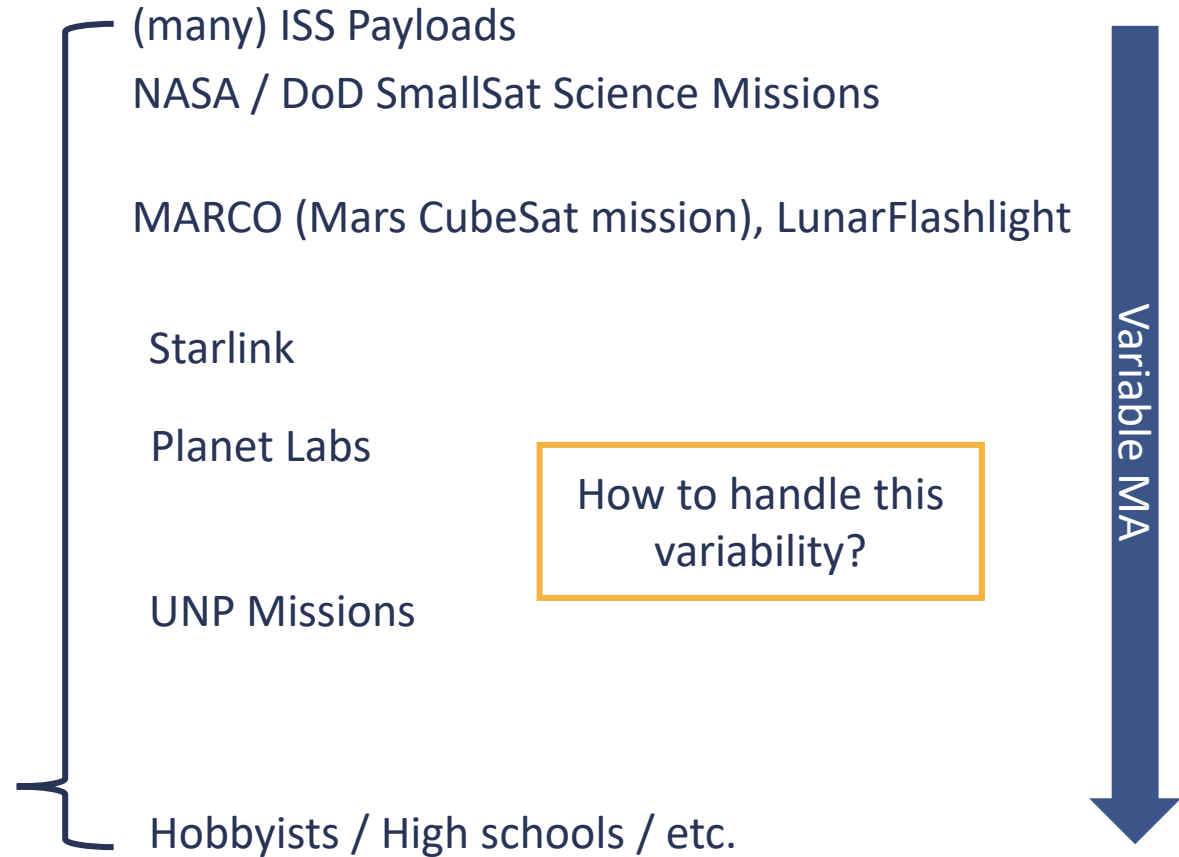 (many) ISS Payloads
NASA / DoD SmallSat Science Missions
MARCO (Mars CubeSat mission), LunarFlashlight
Starlink
Planet Labs
How to handle this
variability?
UNP Missions
Hobbyists / High schools / etc.
Variable MA